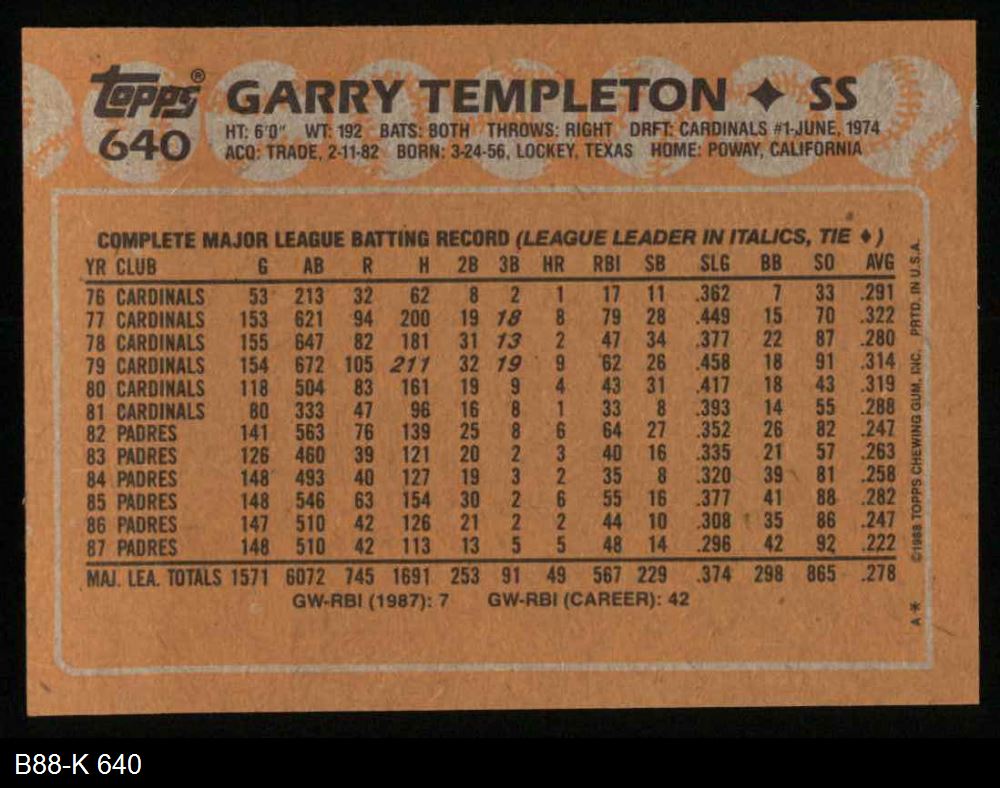 Topps®
640
GARRY TEMPLETON ♦ SS
HT: 6'0" WT: 192 BATS: BOTH THROWS: RIGHT DRFT: CARDINALS #1-JUNE, 1974
ACQ: TRADE, 2-11-82 BORN: 3-24-56, LOCKEY, TEXAS HOME: POWAY, CALIFORNIA
COMPLETE MAJOR LEAGUE BATTING RECORD (LEAGUE LEADER IN ITALICS, TIE ♦)
YR CLUB G AB R H 2B 3B HR RBI SB SLG BB SO AVG
76 CARDINALS 53 213 32 62 8 2 1 17 11 .362 7 33 .291
77 CARDINALS 153 621 94 200 19 18 8 79 28 .449 15 70 .322
78 CARDINALS 155 647 82 181 31 13 2 47 34 .377 22 87 .280
79 CARDINALS 154 672 105 211 32 19 9 62 26 .458 18 91 .314
80 CARDINALS 118 504 83 161 19 9 4 43 31 .417 18 43 .319
81 CARDINALS 80 333 47 96 16 8 1 33 8 .393 14 55 .288
82 PADRES 141 563 76 139 25 8 6 64 27 .352 26 82 .247
83 PADRES 126 460 39 121 20 2 3 40 16 .335 21 57 .263
84 PADRES 148 493 40 127 19 3 2 35 8 .320 39 81 .258
85 PADRES 148 546 63 154 30 2 6 55 16 .377 41 88 .282
86 PADRES 147 510 42 126 21 2 2 44 10 .308 35 86 .247
87 PADRES 148 510 42 113 13 5 5 48 14 .296 42 92 .222
MAJ. LEA. TOTALS 1571 6072 745 1691 253 91 49 567 229 .374 298 865 .278
GW-RBI (1987): 7 GW-RBI (CAREER): 42
A* ©1988 TOPPS CHEWING GUM, INC. PRTD. IN U.S.A.
B88-K 640